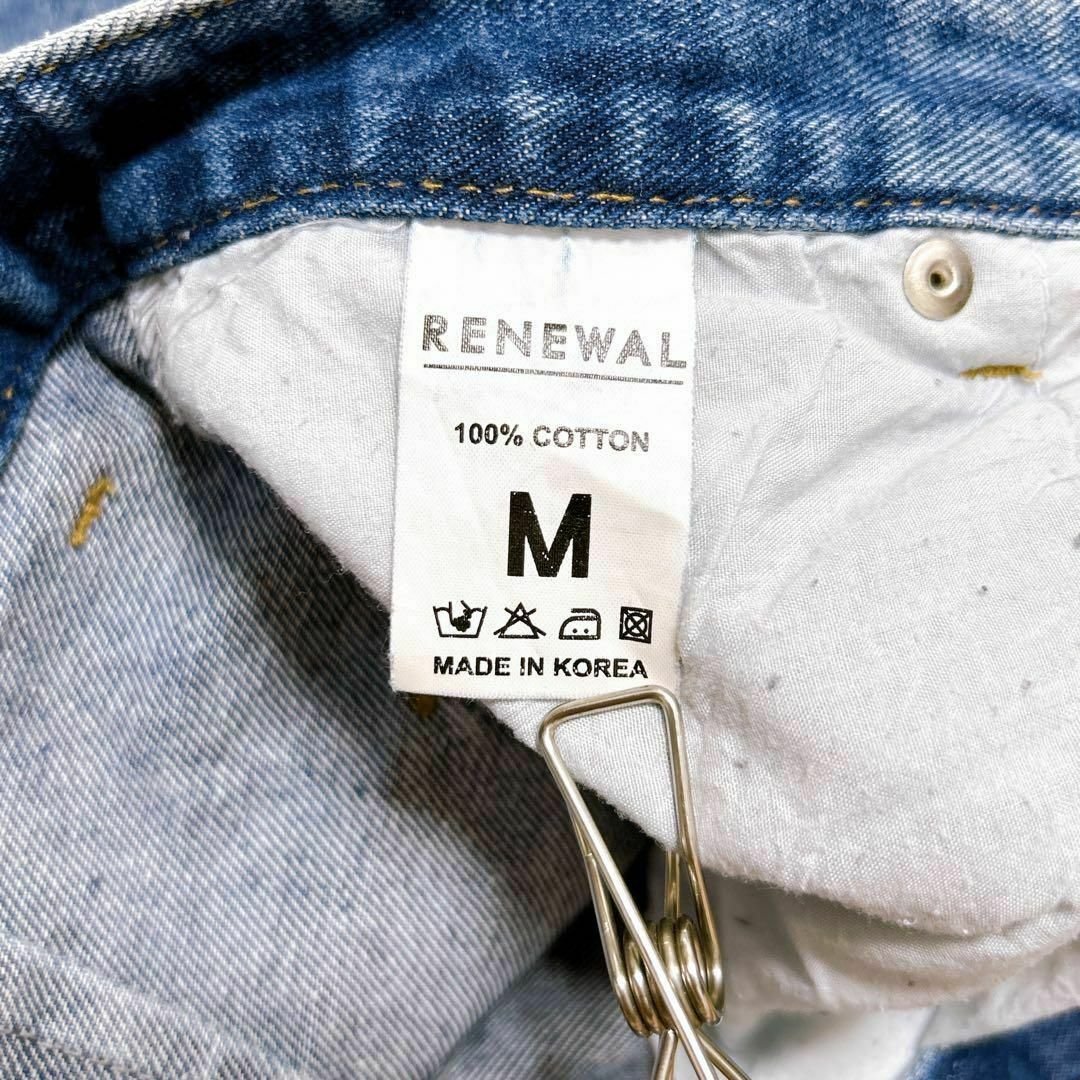 RENEWAL
100% COTTON
M
MADE IN KOREA